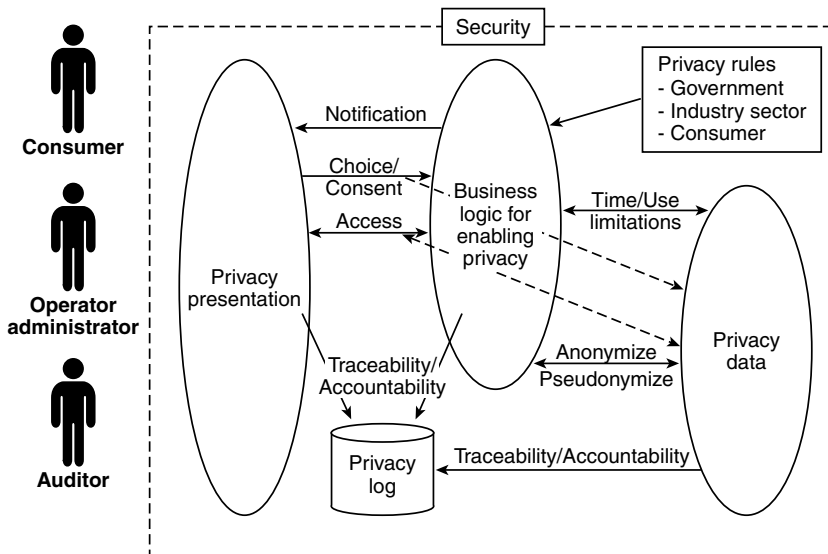 Security
Consumer
Operator
administrator
Auditor
Privacy rules
- Government
- Industry sector
- Consumer
Notification
Choice/
Consent
Access
Privacy
presentation
Business
logic for
enabling
privacy
Time/Use
limitations
Anonymize
Pseudonymize
Privacy
data
Traceability/
Accountability
Privacy
log
Traceability/Accountability